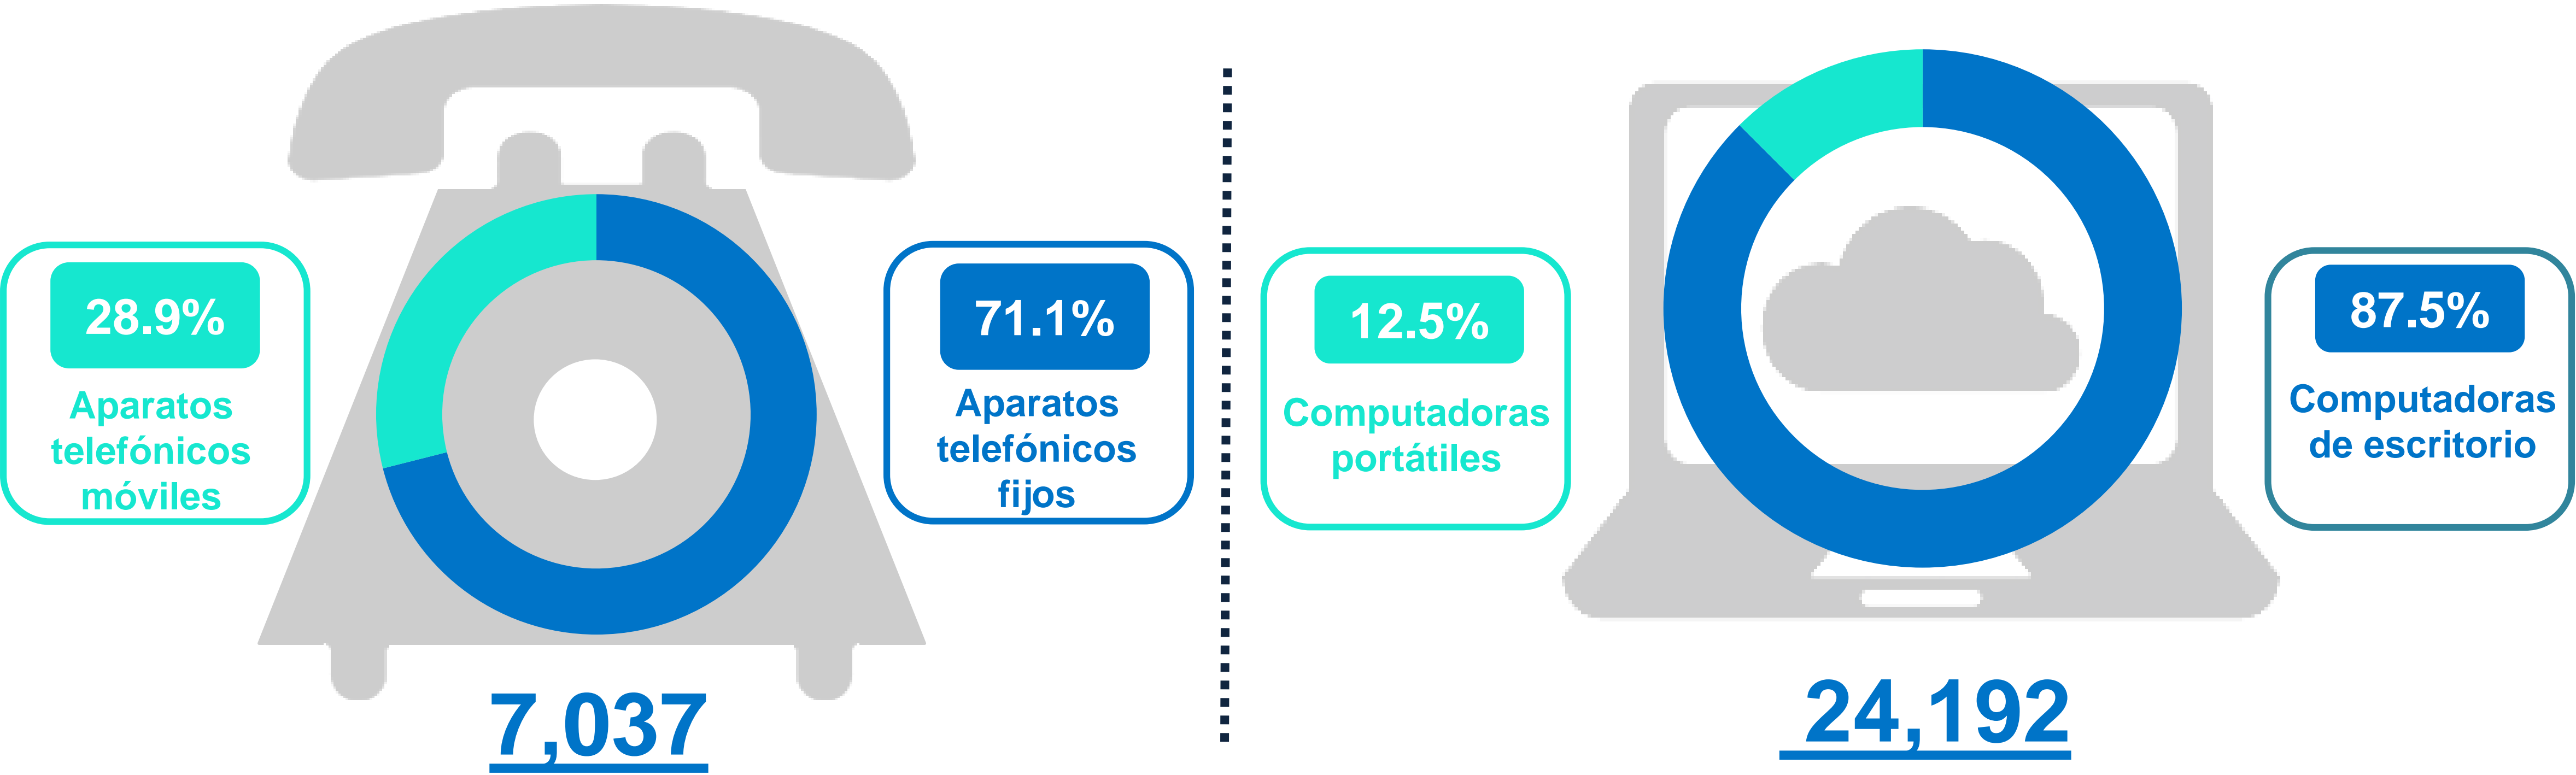 28.9%
Aparatos
telefónicos
móviles
71.1%
Aparatos
telefónicos
fijos
7,037
12.5%
Computadoras
portátiles
87.5%
Computadoras
de escritorio
24,192